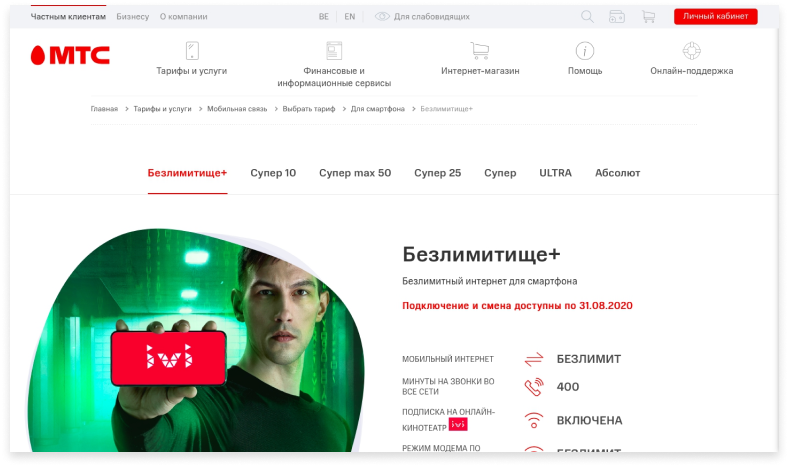 Частным клиентам Бизнесу О компании BE EN Для слабовидящих Личный кабинет
МТС
Тарифы и услуги Финансовые и информационные сервисы Интернет-магазин Помощь Онлайн-поддержка
Главная > Тарифы и услуги > Мобильная связь > Выбрать тариф > Для смартфона > Безлимитище+
Безлимитище+ Супер 10 Супер max 50 Супер 25 Супер ULTRA Абсолют
Безлимитище+
Безлимитный интернет для смартфона
Подключение и смена доступны по 31.08.2020
ivi
МОБИЛЬНЫЙ ИНТЕРНЕТ БЕЗЛИМИТ
МИНУТЫ НА ЗВОНКИ ВО
ВСЕ СЕТИ 400
ПОДПИСКА НА ОНЛАЙН-
КИНОТЕАТР ivi ВКЛЮЧЕНА
РЕЖИМ МОДЕМА ПО БЕЗЛИМИТ